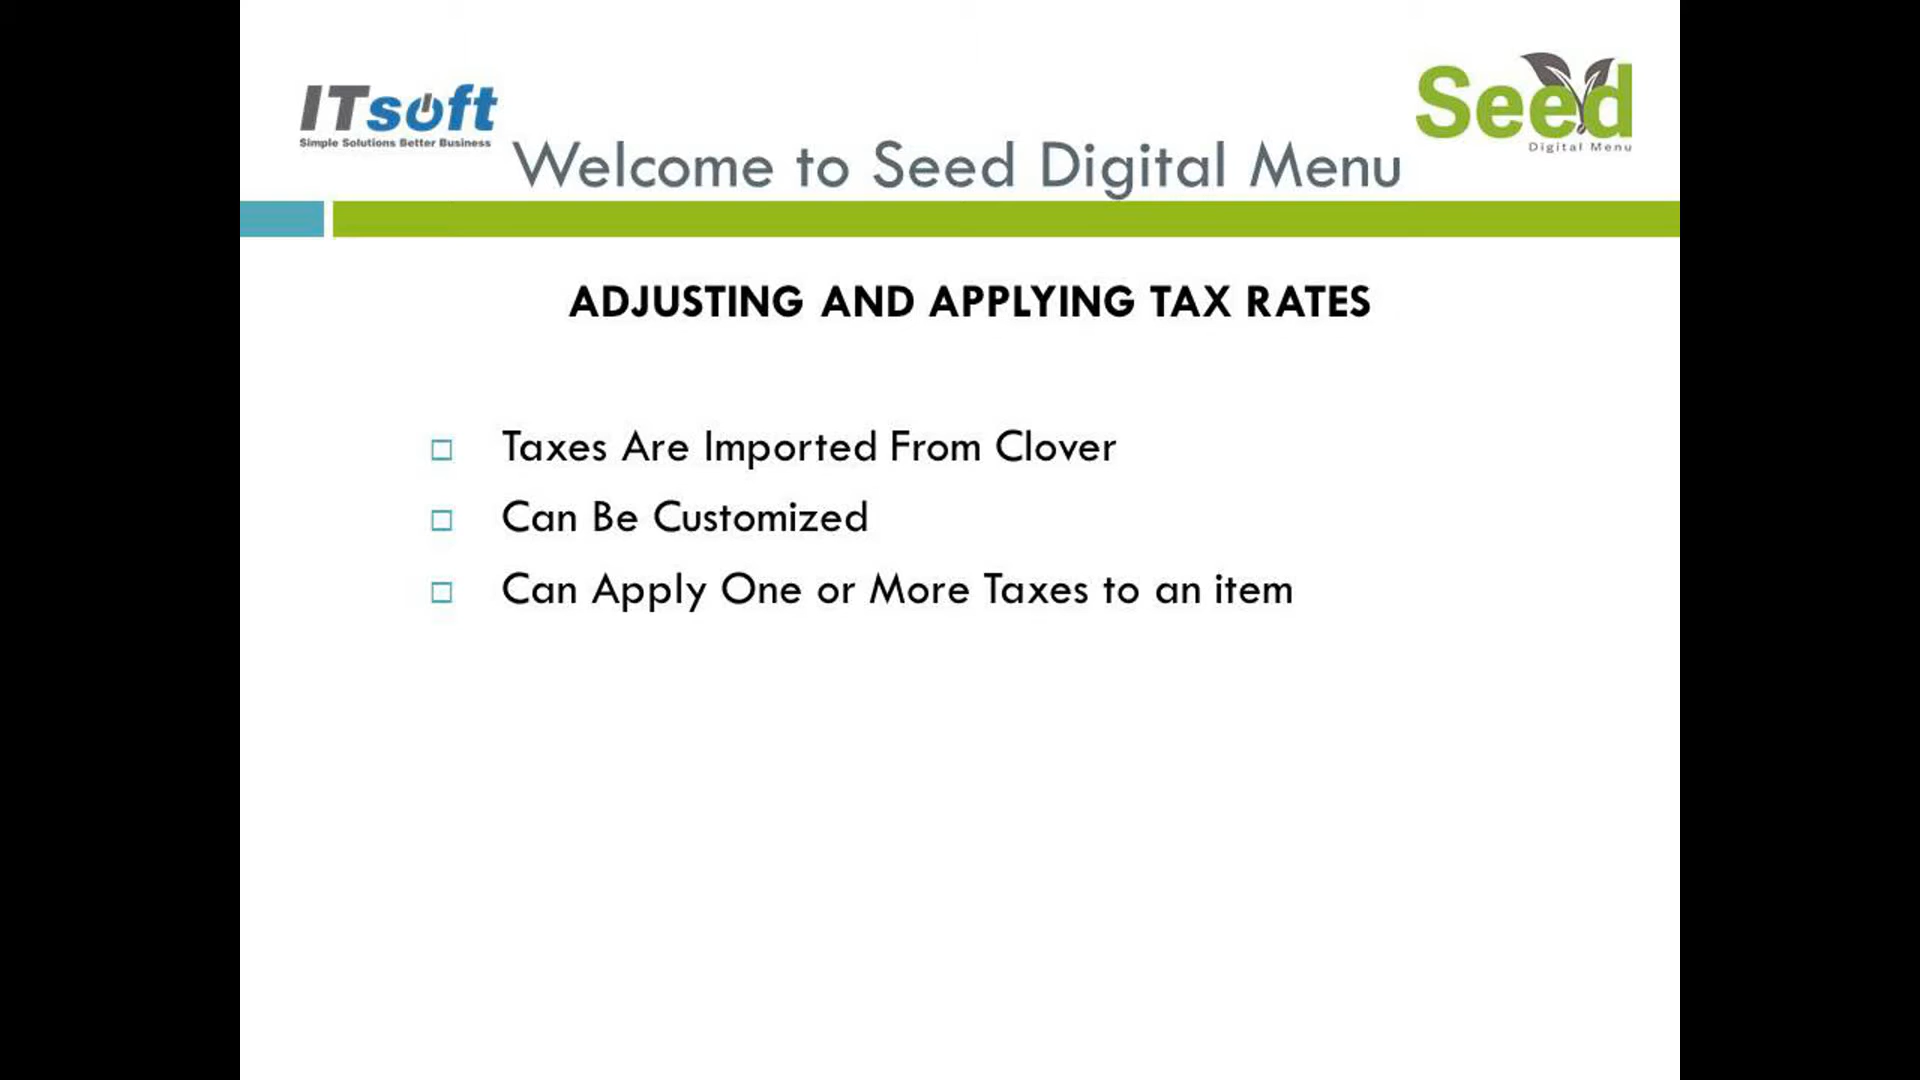 ITsoft
Simple Solutions Better Business
Seed
Digital Menu
Welcome to Seed Digital Menu
ADJUSTING AND APPLYING TAX RATES
Taxes Are Imported From Clover
Can Be Customized
Can Apply One or More Taxes to an item